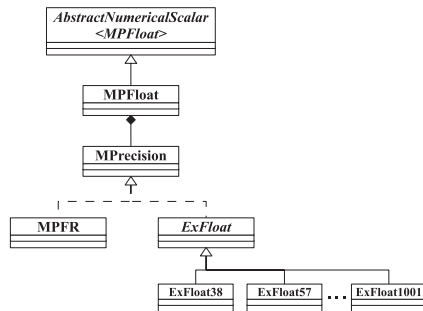 AbstractNumericalScalar
<MPFloat>
MPFloat
MPrecision
MPFR
ExFloat
ExFloat38
ExFloat57
...
ExFloat1001